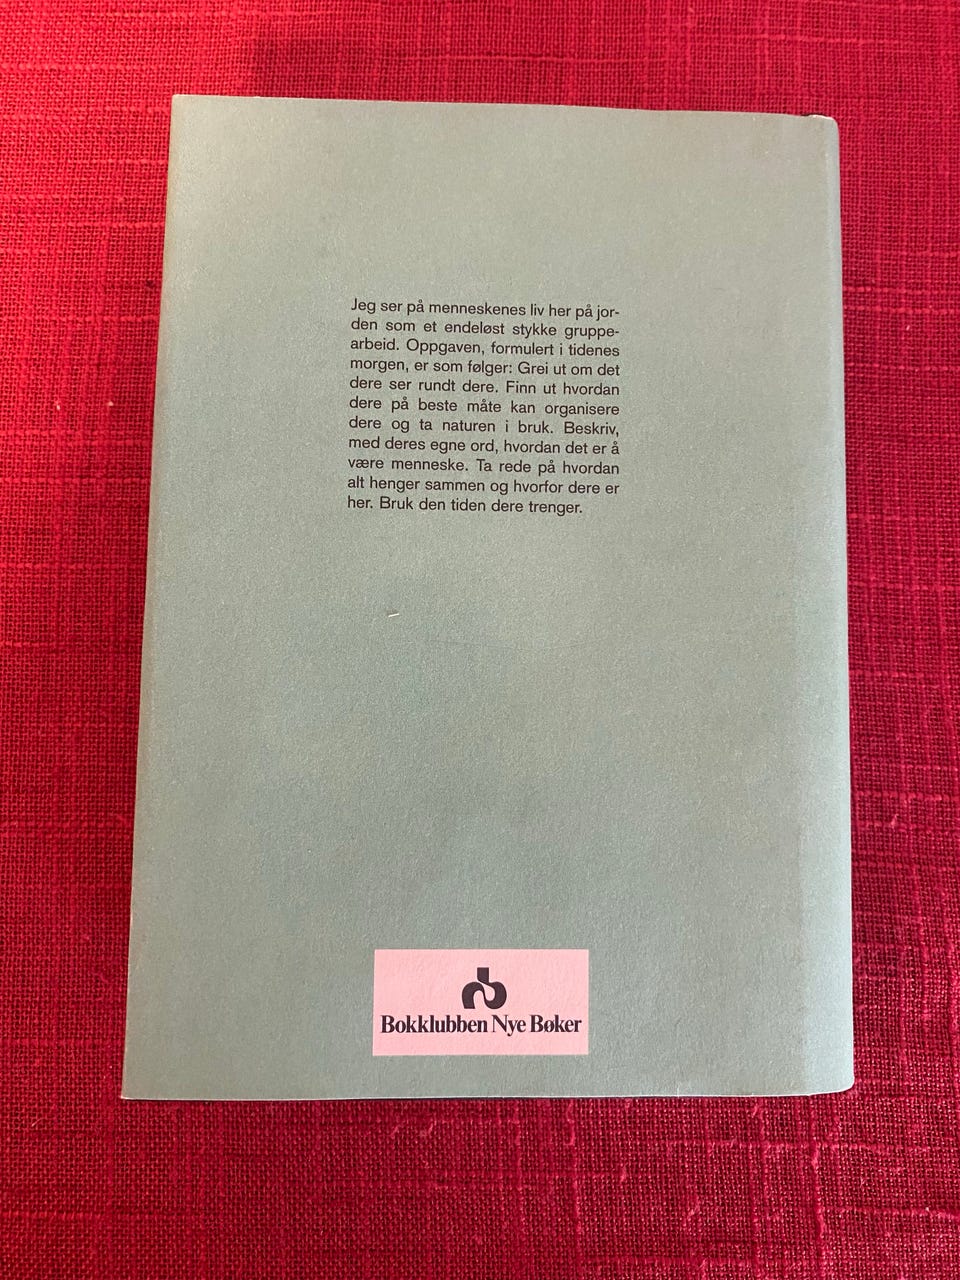 Jeg ser på menneskenes liv her på jor-
den som et endeløst stykke gruppe-
arbeid. Oppgaven, formulert i tidenes
morgen, er som følger: Grei ut om det
dere ser rundt dere. Finn ut hvordan
dere på beste måte kan organisere
dere og ta naturen i bruk. Beskriv,
med deres egne ord, hvordan det er å
være menneske. Ta rede på hvordan
alt henger sammen og hvorfor dere er
her. Bruk den tiden dere trenger.
Bokklubben Nye Bøker